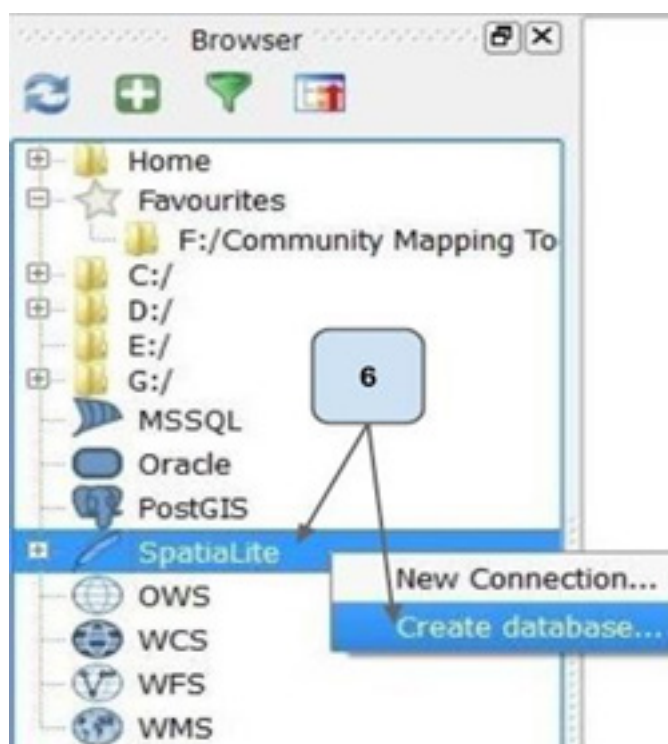 Browser
Home
Favourites
F:/Community Mapping To
C:/
D:/
E:/
G:/
6
MSSQL
Oracle
PostGIS
SpatiaLite
New Connection...
Create database...
OWS
WCS
WFS
WMS